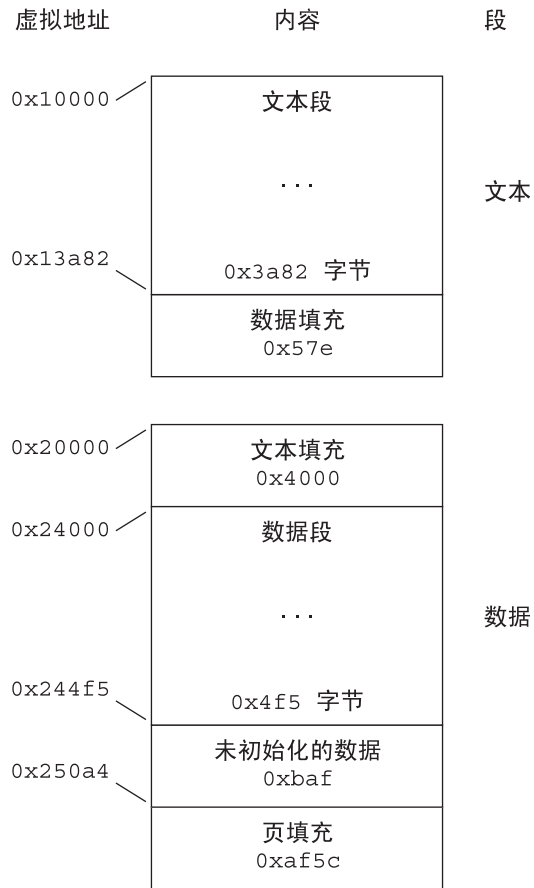 虚拟地址 内容 段
0x10000
文本段
...
文本
0x13a82
0x3a82 字节
数据填充
0x57e
0x20000
文本填充
0x4000
0x24000
数据段
...
数据
0x244f5
0x4f5 字节
未初始化的数据
0xbaf
0x250a4
页填充
0xaf5c